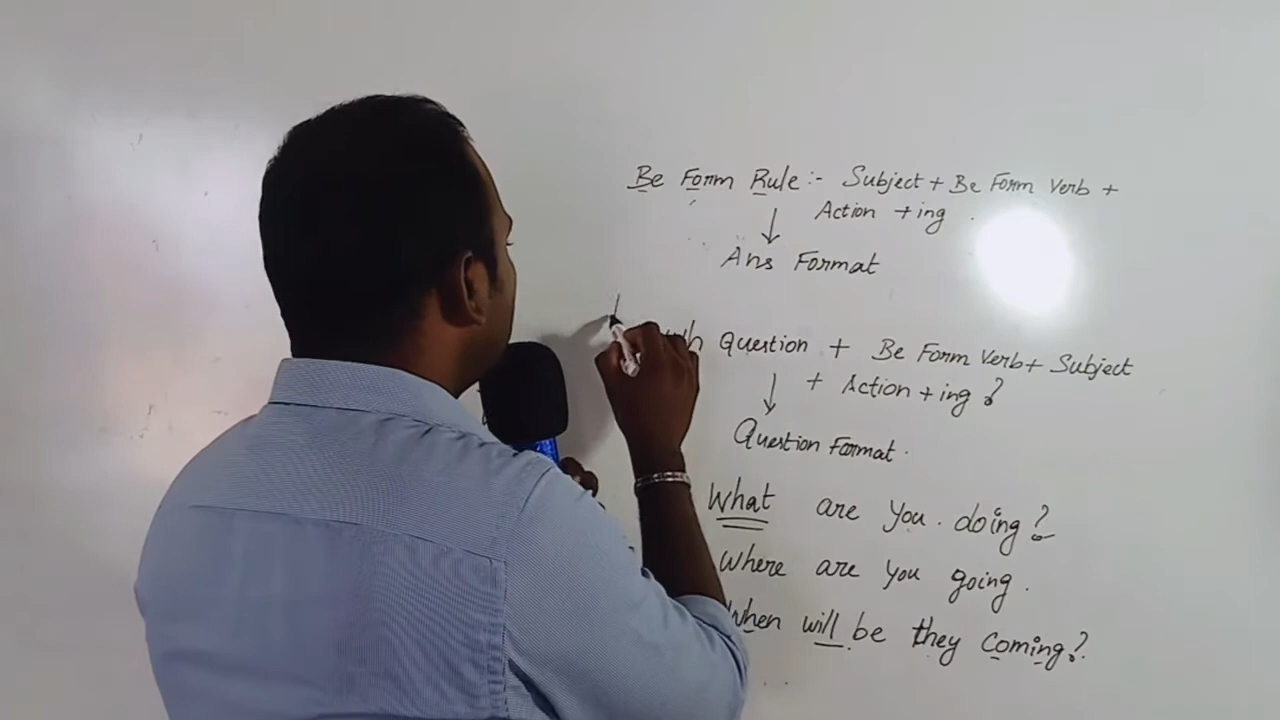 Be Form Rule :- Subject + Be Form Verb +
Action + ing
Ans Format
Wh Question + Be Form Verb + Subject
+ Action + ing ?
Question Format.
What are you. doing?
Where are you going.
When will be they coming?